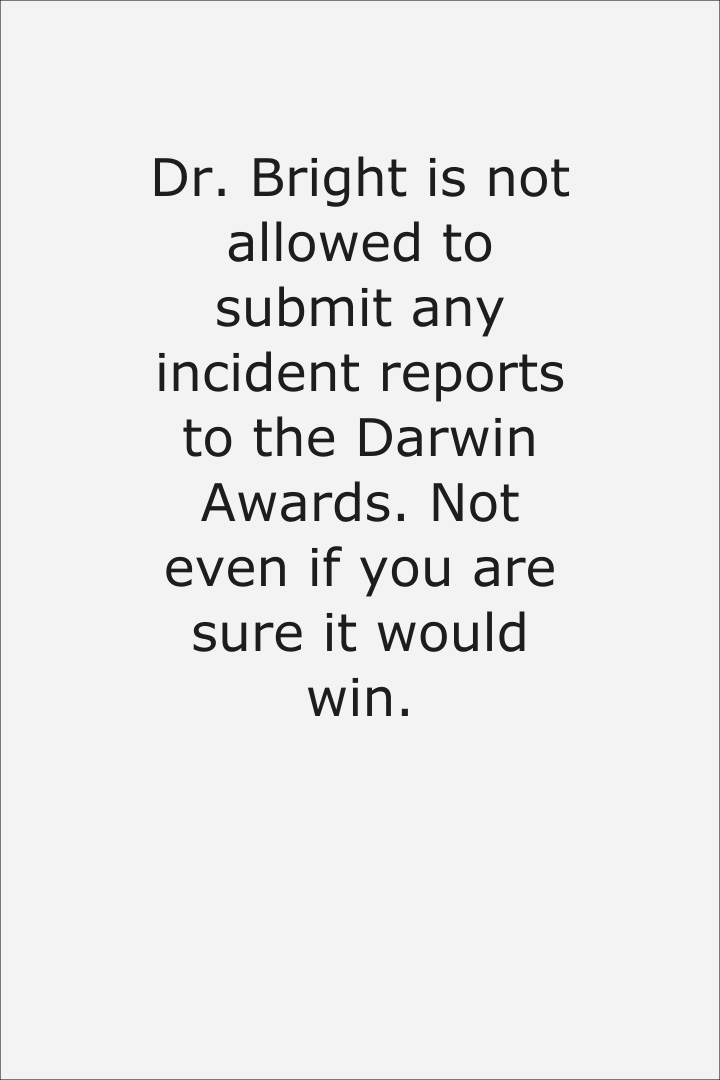 Dr. Bright is not
allowed to
submit any
incident reports
to the Darwin
Awards. Not
even if you are
sure it would
win.